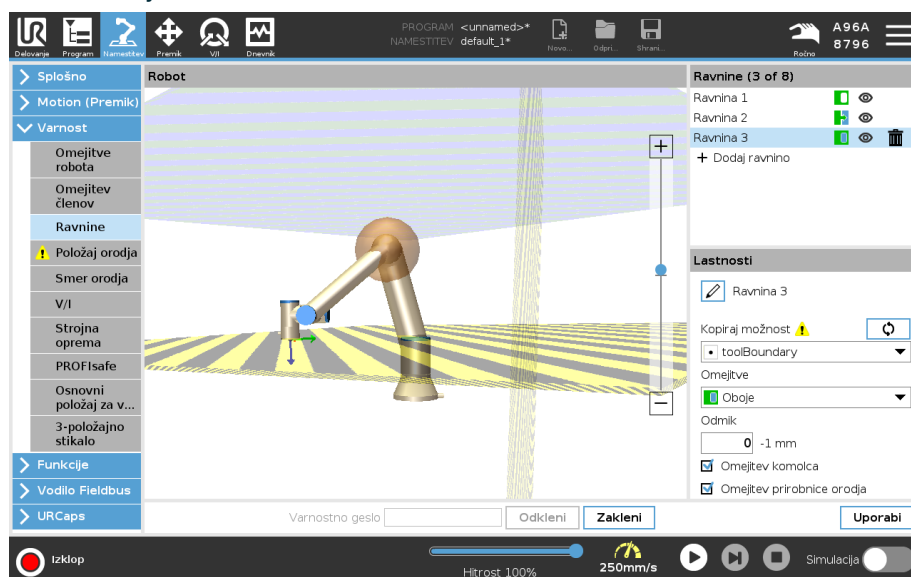 PROGRAM <unnamed>*
NAMESTITEV default_1*
Delovanje
Program
Namestitev
Premik
V/I
Dnevnik
Novo...
Odpri...
Shrani...
Ročno
A96A
8796
Splošno
Motion (Premik)
Varnost
Omejitve
robota
Omejitev
členov
Ravnine
Položaj orodja
Smer orodja
V/I
Strojna
oprema
PROFIsafe
Osnovni
položaj za v...
3-položajno
stikalo
Funkcije
Vodilo Fieldbus
URCaps
Robot
Varnostno geslo
Odkleni
Zakleni
Ravnine (3 of 8)
Ravnina 1
Ravnina 2
Ravnina 3
+ Dodaj ravnino
Lastnosti
Ravnina 3
Kopiraj možnost
toolBoundary
Omejitve
Oboje
Odmik
0 -1 mm
Omejitev komolca
Omejitev prirobnice orodja
Uporabi
Izklop
Hitrost 100%
250mm/s
Simulacija